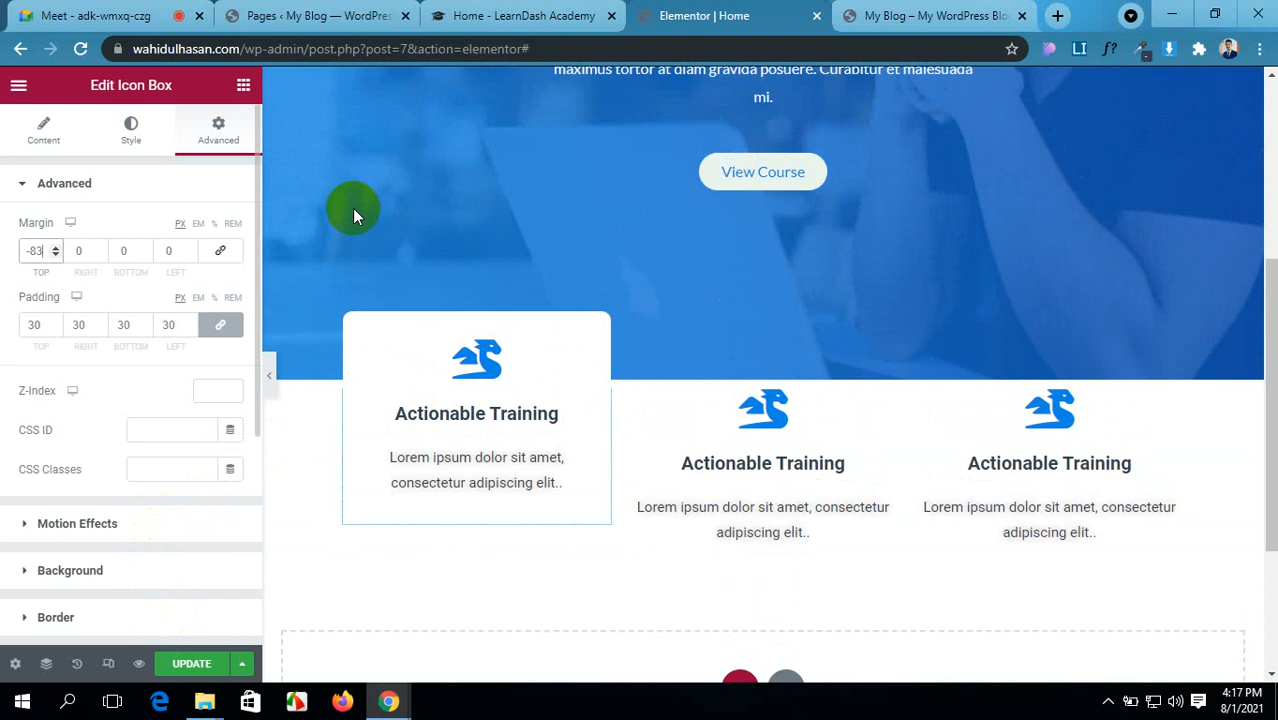 Meet - adk-wmxq-czg
Pages ‹ My Blog — WordPres
Home - LearnDash Academy
Elementor | Home
My Blog – My WordPress Blo
wahidulhasan.com/wp-admin/post.php?post=7&action=elementor#
LI
f?
Edit Icon Box
Content
Style
Advanced
Advanced
Margin
PX EM % REM
-83 0 0 0
TOP RIGHT BOTTOM LEFT
Padding
PX EM % REM
30 30 30 30
TOP RIGHT BOTTOM LEFT
Z-Index
CSS ID
CSS Classes
Motion Effects
Background
Border
UPDATE
maximus tortor at diam gravida posuere. Curabitur et malesuada
mi.
View Course
Actionable Training
Lorem ipsum dolor sit amet,
consectetur adipiscing elit..
Actionable Training
Lorem ipsum dolor sit amet, consectetur
adipiscing elit..
Actionable Training
Lorem ipsum dolor sit amet, consectetur
adipiscing elit..
4:17 PM
8/1/2021